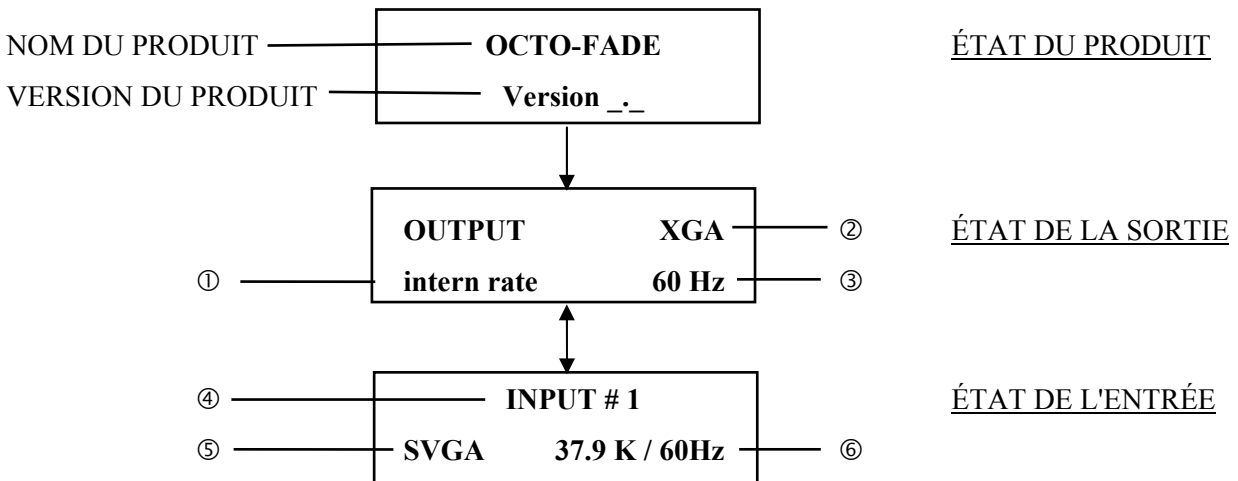 NOM DU PRODUIT OCTO-FADE ÉTAT DU PRODUIT
VERSION DU PRODUIT Version _._
OUTPUT XGA ② ÉTAT DE LA SORTIE
① intern rate 60 Hz ③
④ INPUT # 1 ÉTAT DE L'ENTRÉE
⑤ SVGA 37.9 K / 60Hz ⑥